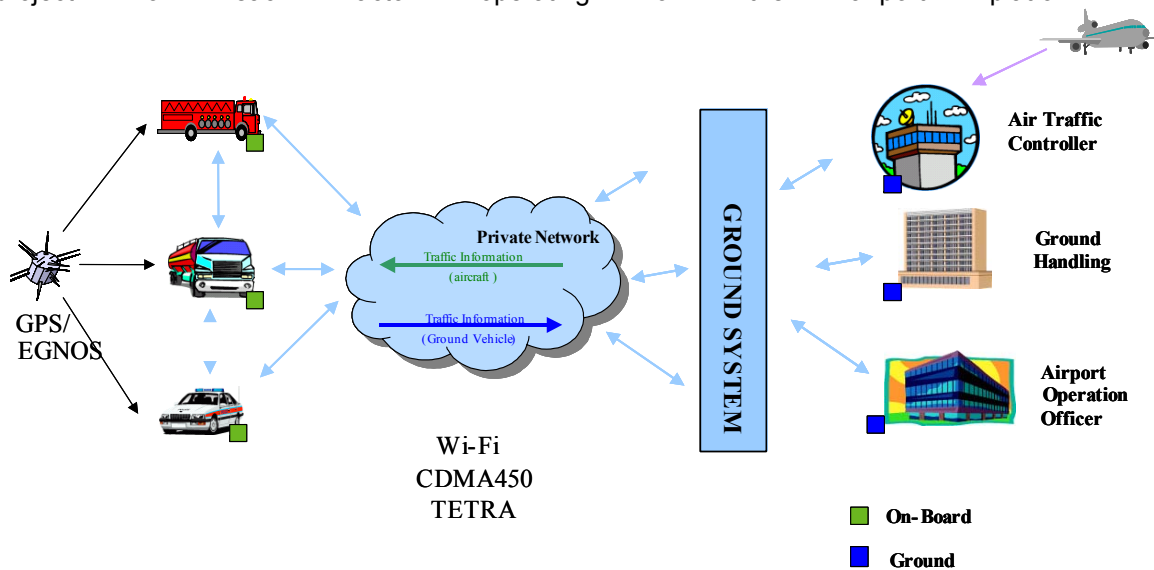 Air Traffic
Controller
Private Network
Traffic Information
(aircraft )
Traffic Information
( Ground Vehicle)
GROUND SYSTEM
Ground
Handling
GPS/
EGNOS
Airport
Operation
Officer
Wi-Fi
CDMA450
TETRA
On-Board
Ground